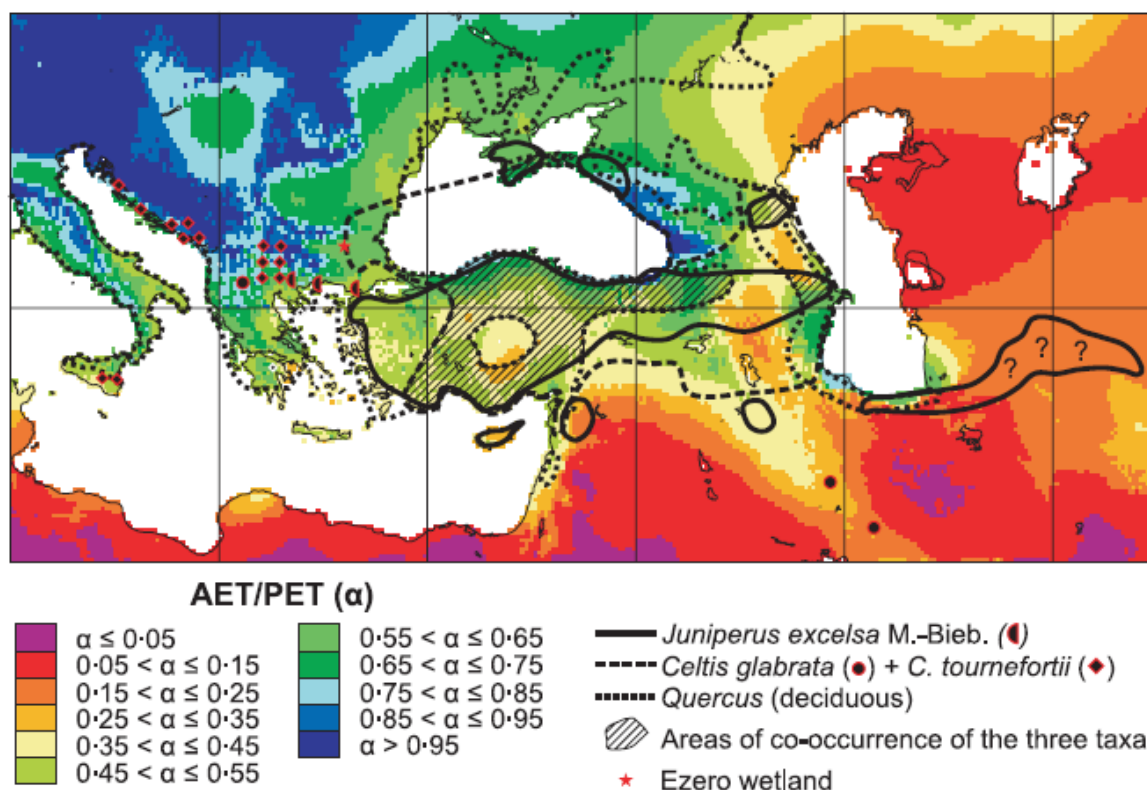 ? ? ?
AET/PET (α)
α ≤ 0·05
0·05 < α ≤ 0·15
0·15 < α ≤ 0·25
0·25 < α ≤ 0·35
0·35 < α ≤ 0·45
0·45 < α ≤ 0·55
0·55 < α ≤ 0·65
0·65 < α ≤ 0·75
0·75 < α ≤ 0·85
0·85 < α ≤ 0·95
α > 0·95
Juniperus excelsa M.-Bieb. ()
Celtis glabrata () + C. tournefortii ()
Quercus (deciduous)
Areas of co-occurrence of the three taxa
Ezero wetland